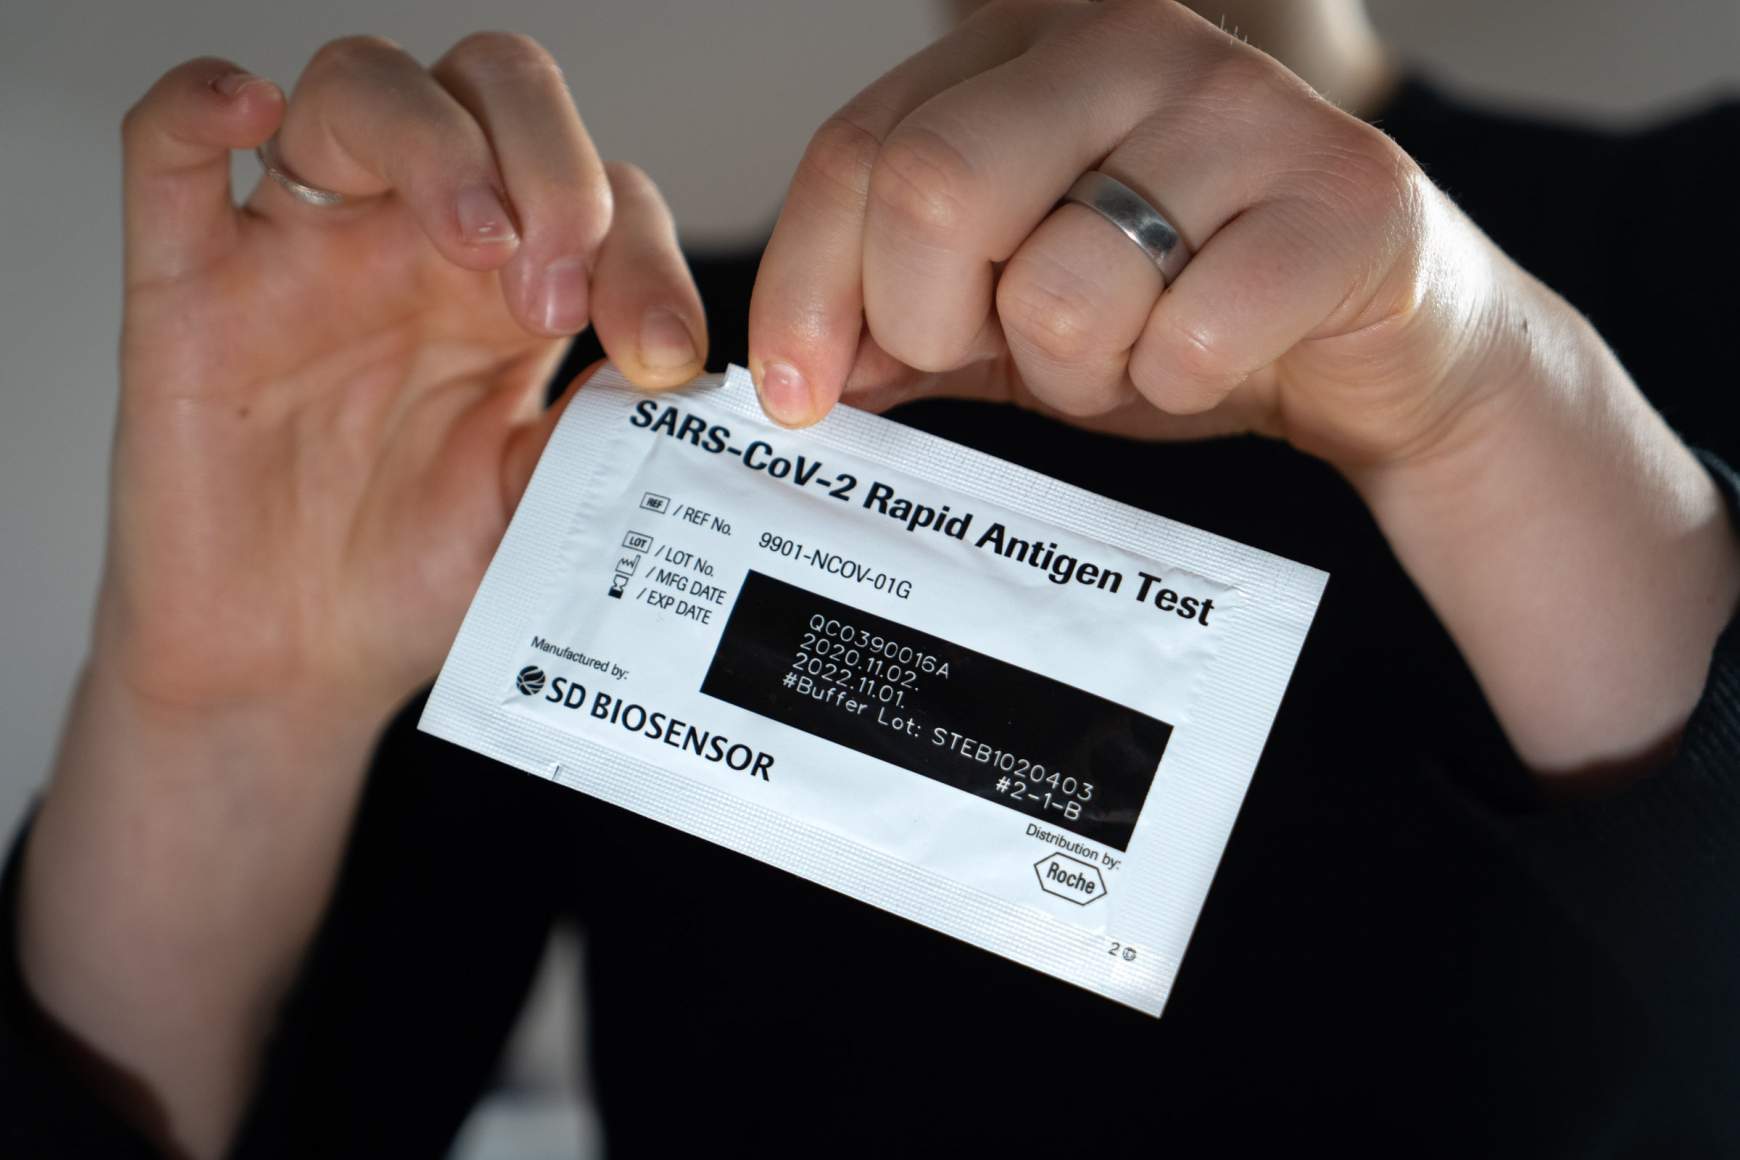 SARS-CoV-2 Rapid Antigen Test
REF / REF No. 9901-NCOV-01G
LOT / LOT No. QC0390016A
/ MFG DATE 2020.11.02.
/ EXP DATE 2022.11.01.
#Buffer Lot: STEB1020403
#2-1-B
Manufactured by:
SD BIOSENSOR
Distribution by:
Roche
2